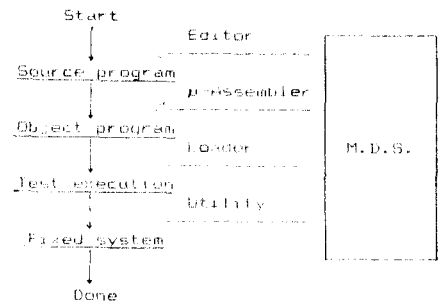 Start
Editor
Source program
μ-Assembler
Object program
Loader
M.D.S.
Test execution
Utility
Fixed system
Done